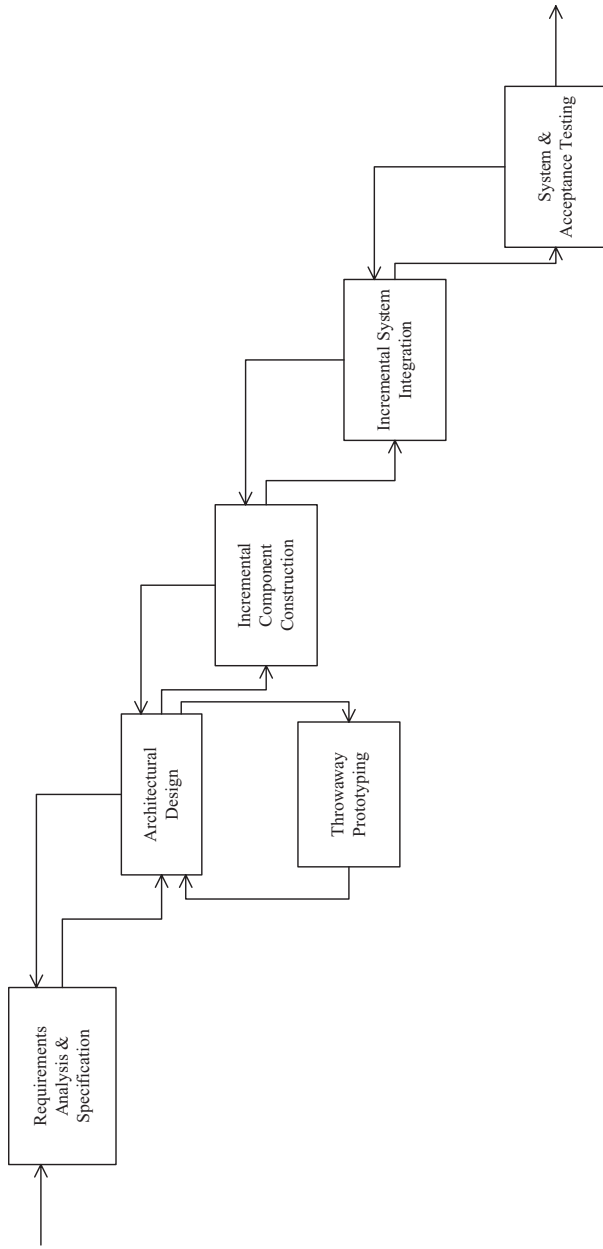 Requirements
Analysis &
Specification
Architectural
Design
Throwaway
Prototyping
Incremental
Component
Construction
Incremental System
Integration
System &
Acceptance Testing